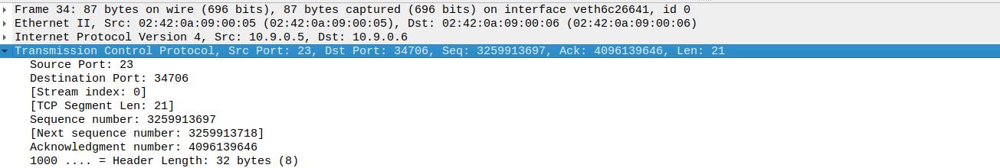 Frame 34: 87 bytes on wire (696 bits), 87 bytes captured (696 bits) on interface veth6c26641, id 0
Ethernet II, Src: 02:42:0a:09:00:05 (02:42:0a:09:00:05), Dst: 02:42:0a:09:00:06 (02:42:0a:09:00:06)
Internet Protocol Version 4, Src: 10.9.0.5, Dst: 10.9.0.6
Transmission Control Protocol, Src Port: 23, Dst Port: 34706, Seq: 3259913697, Ack: 4096139646, Len: 21
Source Port: 23
Destination Port: 34706
[Stream index: 0]
[TCP Segment Len: 21]
Sequence number: 3259913697
[Next sequence number: 3259913718]
Acknowledgment number: 4096139646
1000 .... = Header Length: 32 bytes (8)